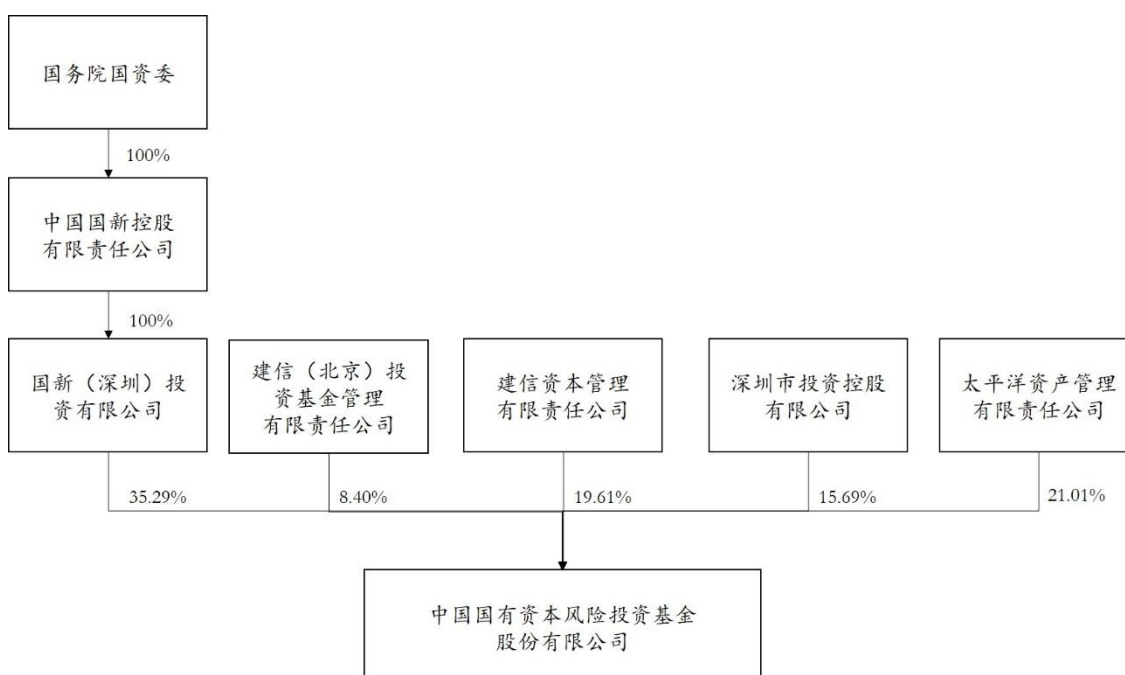 国务院国资委
100%
中国国新控股
有限责任公司
100%
国新（深圳）投
资有限公司
建信（北京）投
资基金管理
有限责任公司
建信资本管理
有限责任公司
深圳市投资控股
有限公司
太平洋资产管理
有限责任公司
35.29%
8.40%
19.61%
15.69%
21.01%
中国国有资本风险投资基金
股份有限公司